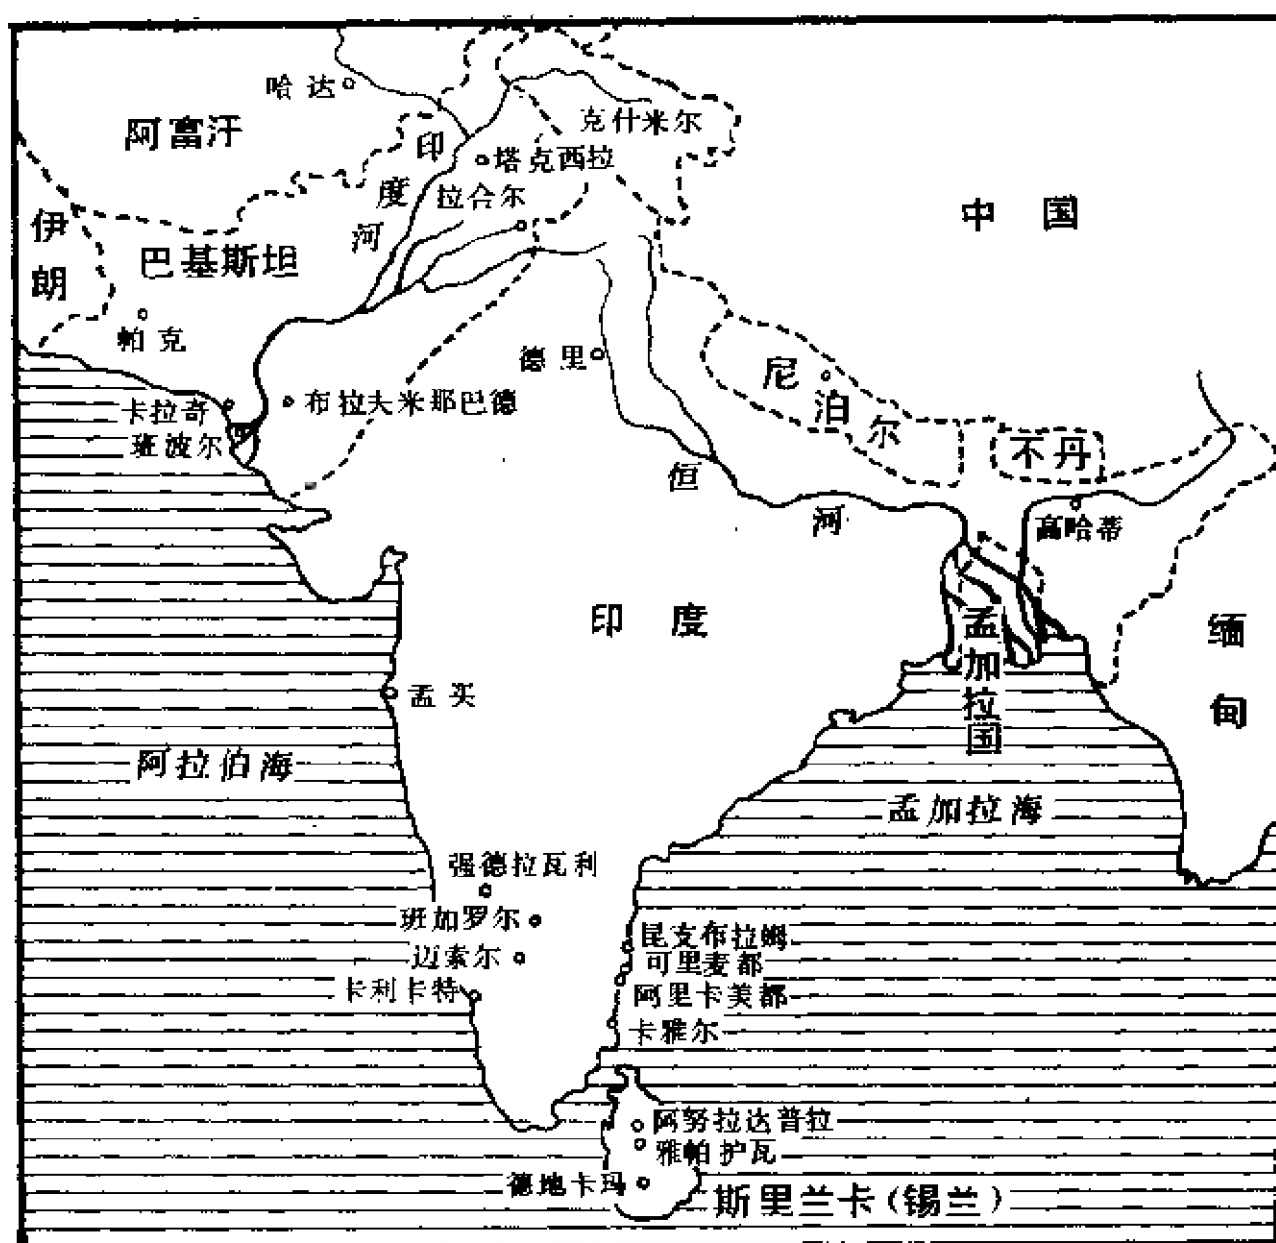 哈达
阿富汗
克什米尔
印度河
塔克西拉
拉合尔
中国
伊朗
巴基斯坦
帕克
德里
尼泊尔
卡拉奇
布拉夫米那巴德
班波尔
不丹
恒河
高哈蒂
印度
孟加拉国
缅甸
孟买
阿拉伯海
孟加拉海
强德拉瓦利
班加罗尔
昆支布拉姆
迈索尔
可里麦都
卡利卡特
阿里卡美都
卡雅尔
阿努拉达普拉
雅帕护瓦
德地卡玛
斯里兰卡(锡兰)